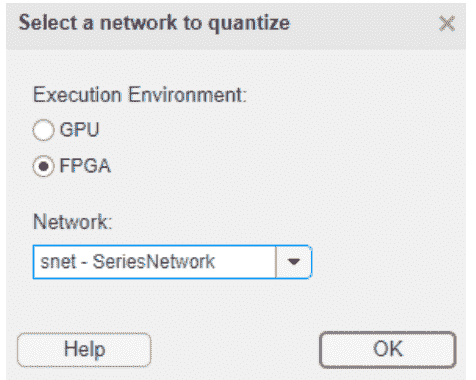 Select a network to quantize
Execution Environment:
GPU
FPGA
Network:
snet - SeriesNetwork
Help
OK